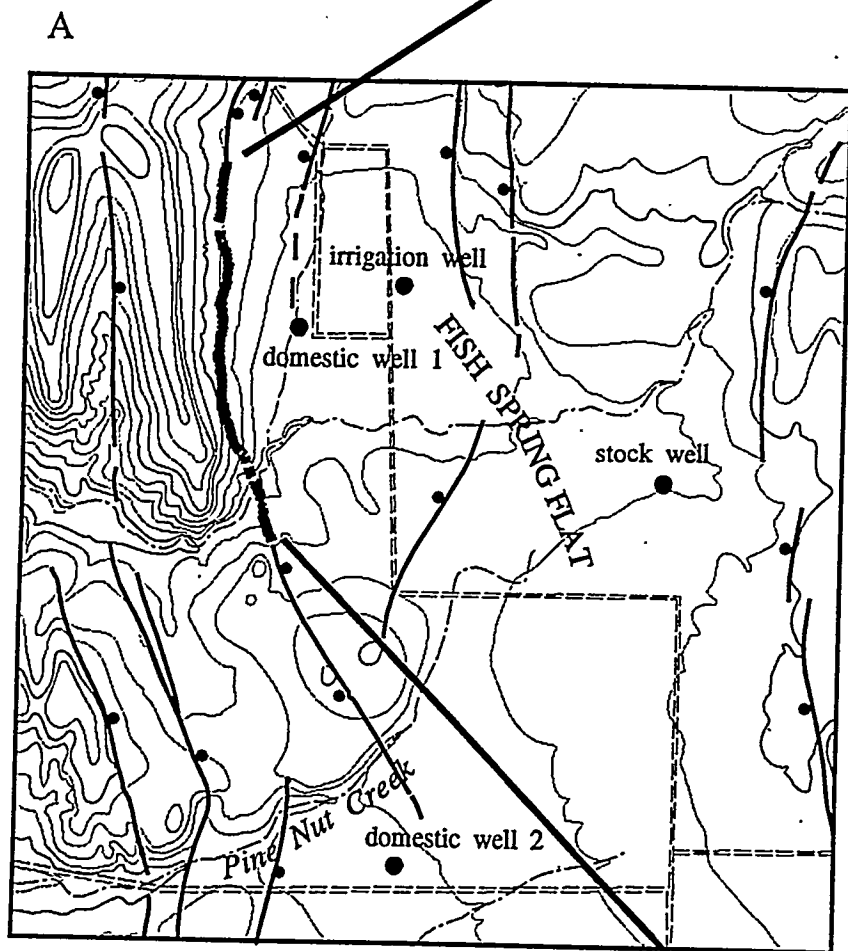 A
irrigation well
domestic well 1
FISH SPRING FLAT
stock well
Pine Nut Creek
domestic well 2